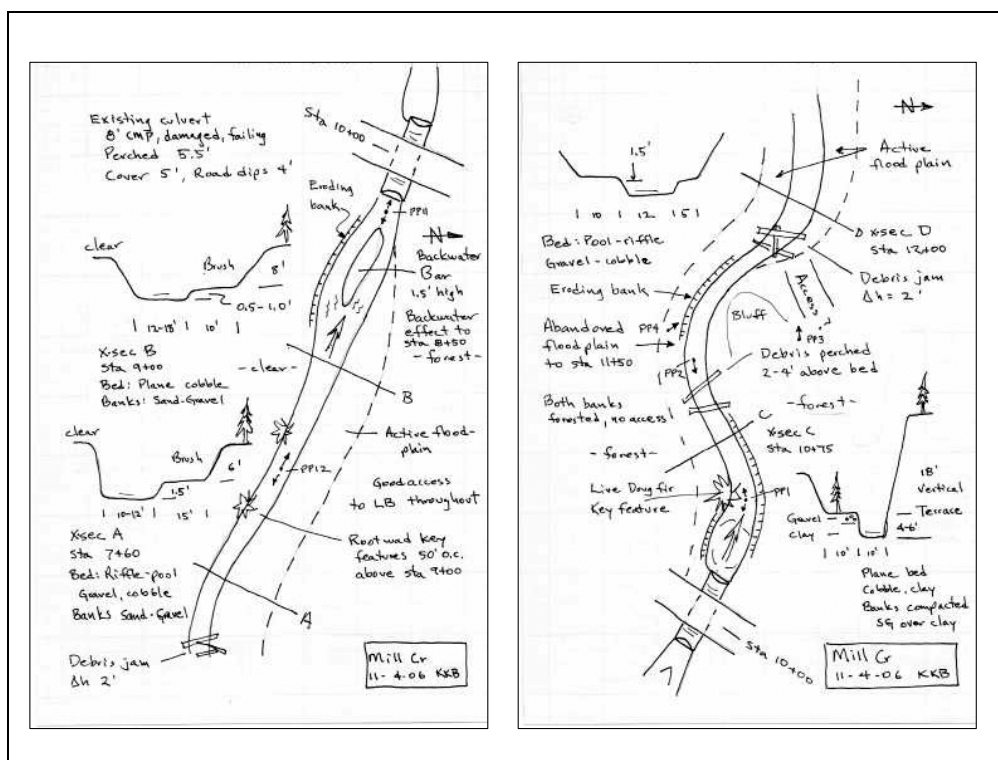 Existing culvert
8' CMP, damaged, failing
Perched 5.5'
Cover 5', Road dips 4'
Sta 10+00
Eroding
bank
PP11
N
Backwater
Bar
1.5' high
Backwater
effect to
sta 8+50
-forest-
clear
Brush
8'
0.5-1.0'
12-18' 10'
X-sec B
Sta 9+00
Bed: Plane cobble
Banks: Sand-Gravel
-clear-
B
clear
Brush
6'
1.5'
10-12' 15'
PP12
Active flood-
plain
Good access
to LB throughout
X-sec A
Sta 7+60
Bed: Riffle-pool
Gravel, cobble
Banks Sand-Gravel
Rootwad key
features 50' o.c.
above sta 9+00
A
Debris jam
Δh 2'
Mill Cr
11-4-06 KKB
1.5'
10 12 5
N
Active
flood plain
Bed: Pool-riffle
Gravel-cobble
D X-sec D
Sta 12+00
Debris jam
Δh = 2'
Eroding bank
Access?
Bluff
PP4
Abandoned
flood plain
to sta 11+50
PP3
PP2
Debris perched
2-4' above bed
Both banks
forested, no access!
-forest-
C
X-sec C
Sta 10+75
-forest-
Live Doug fir
Key feature
PP1
18'
Vertical
Terrace
4-6'
Gravel
clay
10' 10'
Plane bed
Cobble, clay
Banks compacted
SG over clay
Sta 10+00
Mill Cr
11-4-06 KKB